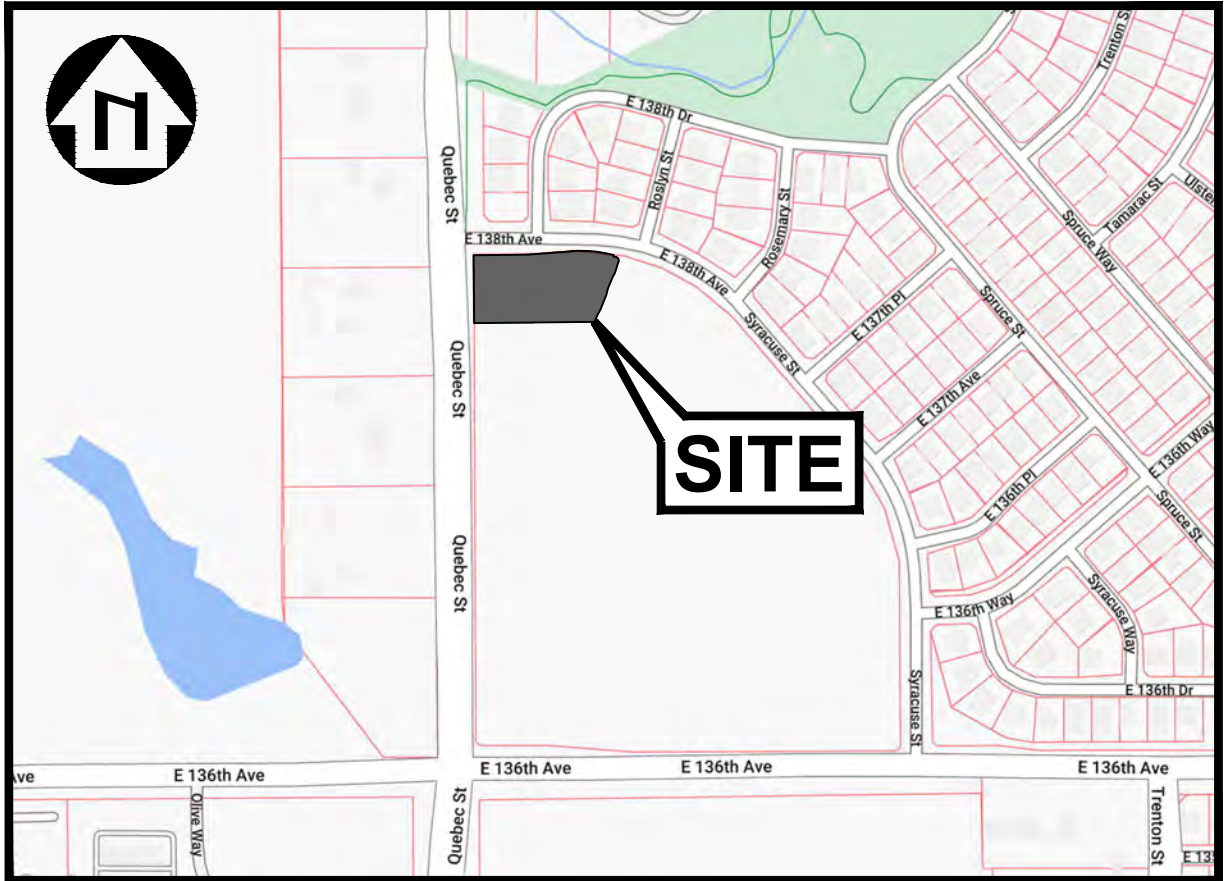 Trenton S
N
E 138th Dr
Quebec St
Roslyn St
Rosemary St
Tamarac St
Ulste
Spruce Way
E 138th Ave
E 138th Ave
E 137th Pl
Spruce St
Syracuse St
Quebec St
E 137th Ave
SITE
E 136th Way
E 136th Pl
Spruce St
Quebec St
Syracuse Way
E 136th Way
Syracuse St
E 136th Dr
ve
E 136th Ave
E 136th Ave
E 136th Ave
E 136th Ave
Olive Way
Quebec St
Trenton St
E 13